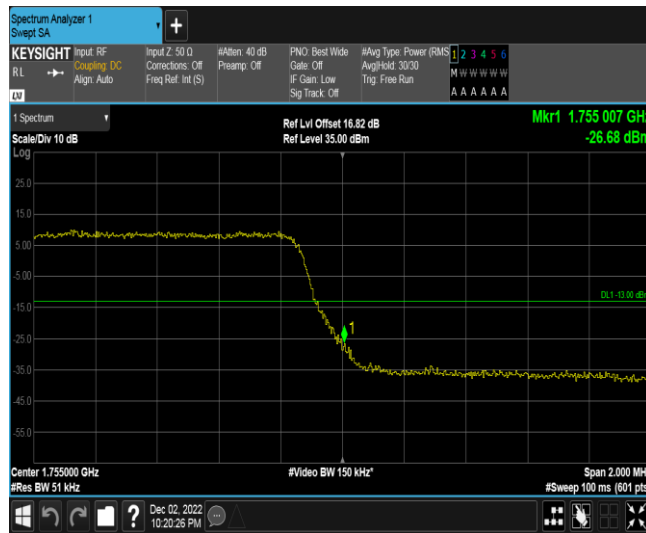 Spectrum Analyzer 1
Swept SA
+
KEYSIGHT
RL
LXI
Input: RF
Coupling: DC
Align: Auto
Input Z: 50 Ω
Corrections: Off
Freq Ref: Int (S)
#Atten: 40 dB
Preamp: Off
PNO: Best Wide
Gate: Off
IF Gain: Low
Sig Track: Off
#Avg Type: Power (RMS
Avg|Hold: 30/30
Trig: Free Run
1 2 3 4 5 6
M W W W W W
A A A A A A
1 Spectrum
Scale/Div 10 dB
Ref Lvl Offset 16.82 dB
Ref Level 35.00 dBm
Mkr1 1.755 007 GH
-26.68 dBn
Log
25.0
15.0
5.00
-5.00
-15.0
-25.0
-35.0
-45.0
-55.0
DL1 -13.00 dB
1
Center 1.755000 GHz
#Res BW 51 kHz
#Video BW 150 kHz*
Span 2.000 MH
#Sweep 100 ms (601 pts
?
Dec 02, 2022
10:20:26 PM